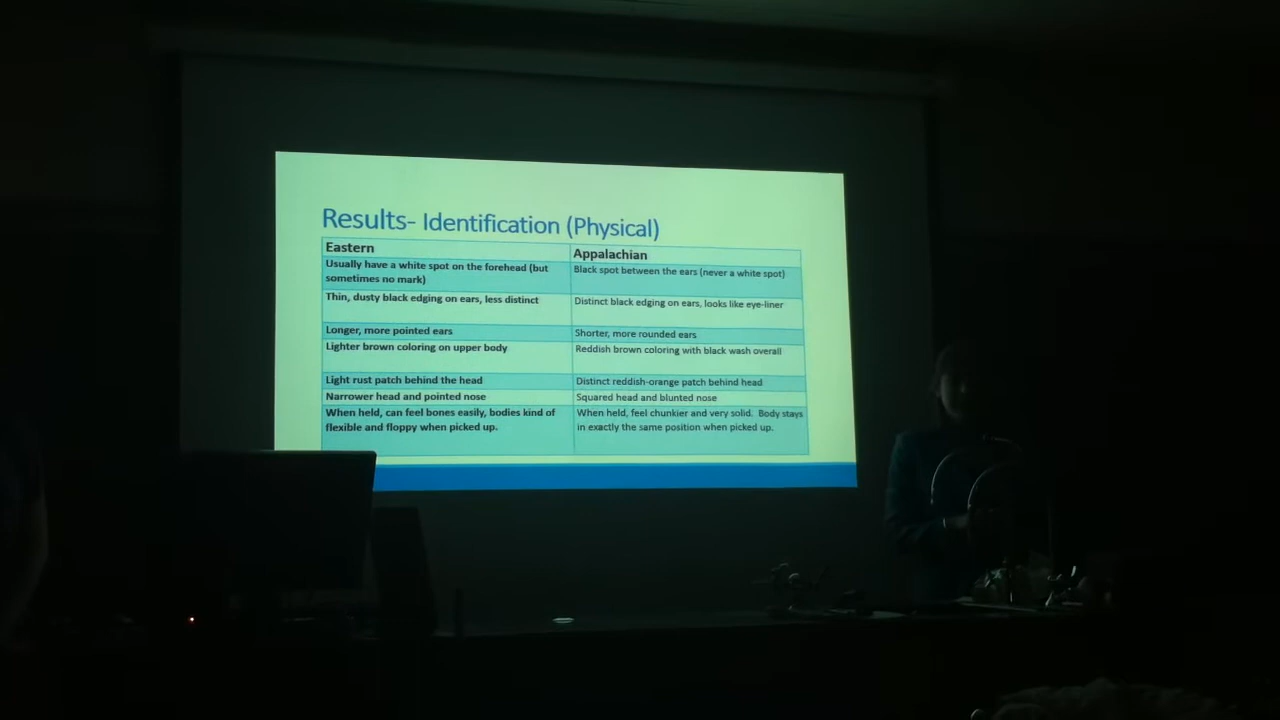 Results- Identification (Physical)
Eastern
Appalachian
Usually have a white spot on the forehead (but
sometimes no mark)
Black spot between the ears (never a white spot)
Thin, dusty black edging on ears, less distinct
Distinct black edging on ears, looks like eye-liner
Longer, more pointed ears
Shorter, more rounded ears
Lighter brown coloring on upper body
Reddish brown coloring with black wash overall
Light rust patch behind the head
Distinct reddish-orange patch behind head
Narrower head and pointed nose
Squared head and blunted nose
When held, can feel bones easily, bodies kind of
flexible and floppy when picked up.
When held, feel chunkier and very solid. Body stays
in exactly the same position when picked up.